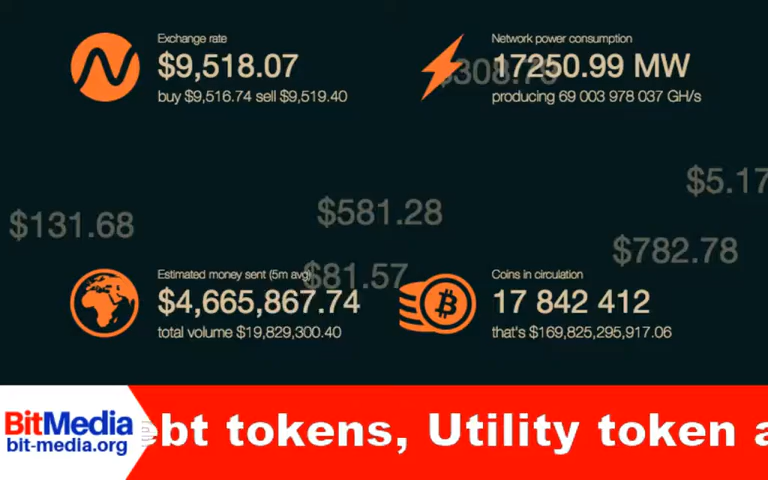 Exchange rate
$9,518.07
buy $9,516.74 sell $9,519.40
Network power consumption
17250.99 MW
producing 69 003 978 037 GH/s
$5.17
$131.68
$581.28
$782.78
$81.57
Estimated money sent (5m avg)
$4,665,867.74
total volume $19,829,300.40
Coins in circulation
17 842 412
that's $169,825,295,917.06
BitMedia
bit-media.org
ebt tokens, Utility token a